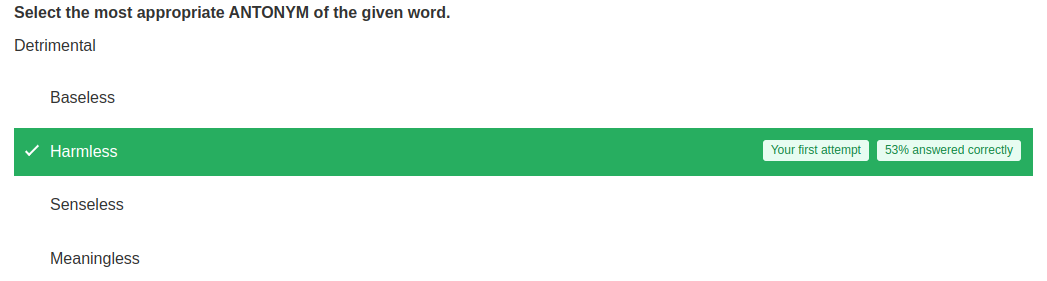 Select the most appropriate ANTONYM of the given word.
Detrimental
Baseless
Harmless Your first attempt 53% answered correctly
Senseless
Meaningless